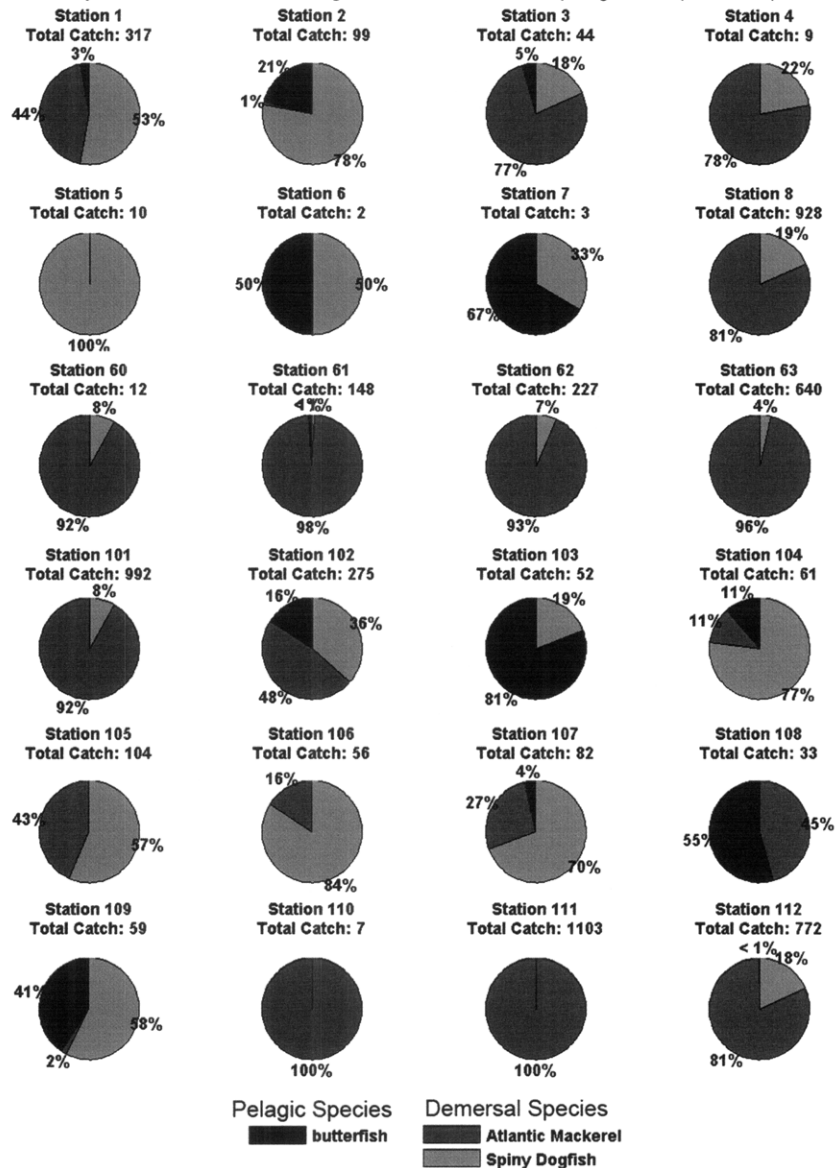 Station 1
Total Catch: 317
3%
44%
53%
Station 2
Total Catch: 99
21%
1%
78%
Station 3
Total Catch: 44
5%
18%
77%
Station 4
Total Catch: 9
22%
78%
Station 5
Total Catch: 10
100%
Station 6
Total Catch: 2
50%
50%
Station 7
Total Catch: 3
33%
67%
Station 8
Total Catch: 928
19%
81%
Station 60
Total Catch: 12
8%
92%
Station 61
Total Catch: 148
98%
Station 62
Total Catch: 227
7%
93%
Station 63
Total Catch: 640
4%
96%
Station 101
Total Catch: 992
8%
92%
Station 102
Total Catch: 275
16%
36%
48%
Station 103
Total Catch: 52
19%
81%
Station 104
Total Catch: 61
11%
11%
77%
Station 105
Total Catch: 104
43%
57%
Station 106
Total Catch: 56
16%
84%
Station 107
Total Catch: 82
4%
27%
70%
Station 108
Total Catch: 33
55%
45%
Station 109
Total Catch: 59
41%
58%
2%
Station 110
Total Catch: 7
100%
Station 111
Total Catch: 1103
100%
Station 112
Total Catch: 772
< 1%
18%
81%
Pelagic Species
butterfish
Demersal Species
Atlantic Mackerel
Spiny Dogfish